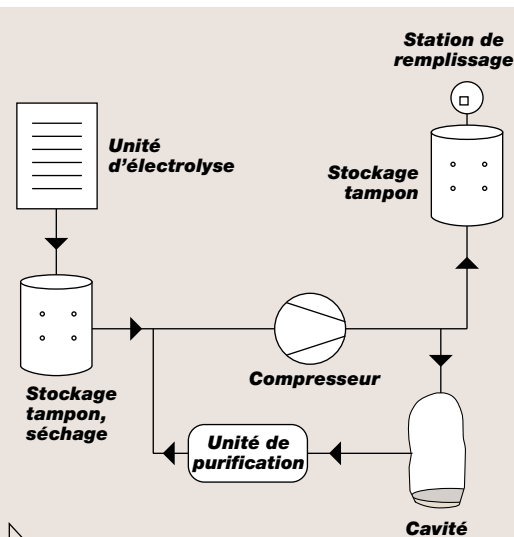 Station de
remplissage
Unité
d'électrolyse
Stockage
tampon
Compresseur
Stockage
tampon,
séchage
Unité de
purification
Cavité